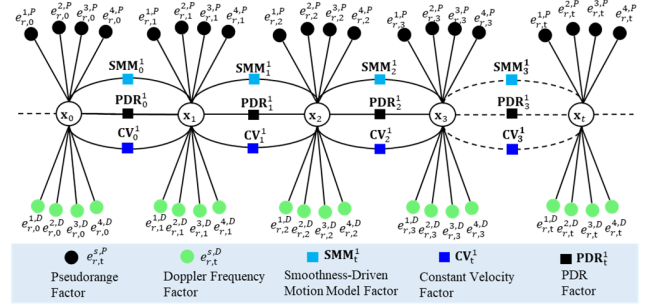 e_{r,0}^{1,P} e_{r,0}^{2,P} e_{r,0}^{3,P} e_{r,0}^{4,P} e_{r,1}^{1,P} e_{r,1}^{2,P} e_{r,1}^{3,P} e_{r,1}^{4,P} e_{r,2}^{1,P} e_{r,2}^{2,P} e_{r,2}^{3,P} e_{r,2}^{4,P} e_{r,3}^{1,P} e_{r,3}^{2,P} e_{r,3}^{3,P} e_{r,3}^{4,P} e_{r,t}^{1,P} e_{r,t}^{2,P} e_{r,t}^{3,P} e_{r,t}^{4,P}
SMM_0^1 SMM_1^1 SMM_2^1 SMM_3^1
x_0 PDR_0^1 x_1 PDR_1^1 x_2 PDR_2^1 x_3 PDR_3^1 x_t
CV_0^1 CV_1^1 CV_2^1 CV_3^1
e_{r,0}^{1,D} e_{r,0}^{2,D} e_{r,0}^{3,D} e_{r,0}^{4,D} e_{r,1}^{1,D} e_{r,1}^{2,D} e_{r,1}^{3,D} e_{r,1}^{4,D} e_{r,2}^{1,D} e_{r,2}^{2,D} e_{r,2}^{3,D} e_{r,2}^{4,D} e_{r,3}^{1,D} e_{r,3}^{2,D} e_{r,3}^{3,D} e_{r,3}^{4,D} e_{r,t}^{1,D} e_{r,t}^{2,D} e_{r,t}^{3,D} e_{r,t}^{4,D}
e_{r,t}^{s,P} e_{r,t}^{s,D} SMM_t^1 CV_t^1 PDR_t^1
Pseudorange Doppler Frequency Smoothness-Driven Constant Velocity PDR
Factor Factor Motion Model Factor Factor Factor